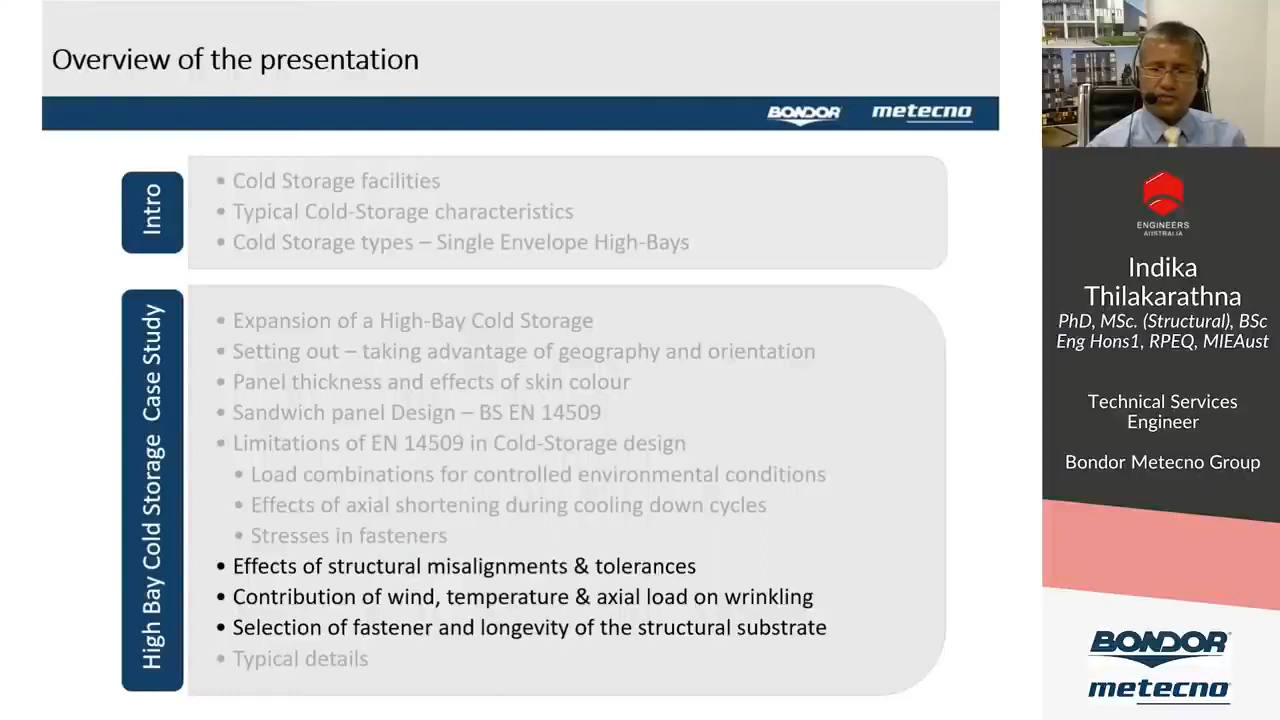 Overview of the presentation
BONDOR metecno
Intro
• Cold Storage facilities
• Typical Cold-Storage characteristics
• Cold Storage types – Single Envelope High-Bays
High Bay Cold Storage Case Study
• Expansion of a High-Bay Cold Storage
• Setting out – taking advantage of geography and orientation
• Panel thickness and effects of skin colour
• Sandwich panel Design – BS EN 14509
• Limitations of EN 14509 in Cold-Storage design
• Load combinations for controlled environmental conditions
• Effects of axial shortening during cooling down cycles
• Stresses in fasteners
• Effects of structural misalignments & tolerances
• Contribution of wind, temperature & axial load on wrinkling
• Selection of fastener and longevity of the structural substrate
• Typical details
ENGINEERS
AUSTRALIA
Indika
Thilakarathna
PhD, MSc. (Structural), BSc
Eng Hons1, RPEQ, MIEAust
Technical Services
Engineer
Bondor Metecno Group
BONDOR
metecno